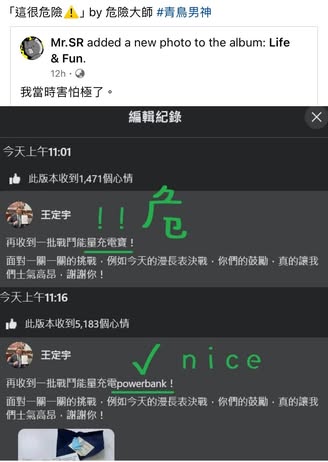 「這很危險⚠️」by 危險大師 #青鳥男神
Mr.SR added a new photo to the album: Life
& Fun.
12h ·
我當時害怕極了。
編輯紀錄
今天上午11:01
此版本收到1,471個心情
王定宇
!! 危
再收到一批戰鬥能量充電寶！
面對一關一關的挑戰，例如今天的漫長表決戰，你們的鼓勵，真的讓我
們士氣高昂，謝謝你！
今天上午11:16
此版本收到5,183個心情
王定宇
✓ nice
再收到一批戰鬥能量充電powerbank！
面對一關一關的挑戰，例如今天的漫長表決戰，你們的鼓勵，真的讓我
們士氣高昂，謝謝你！